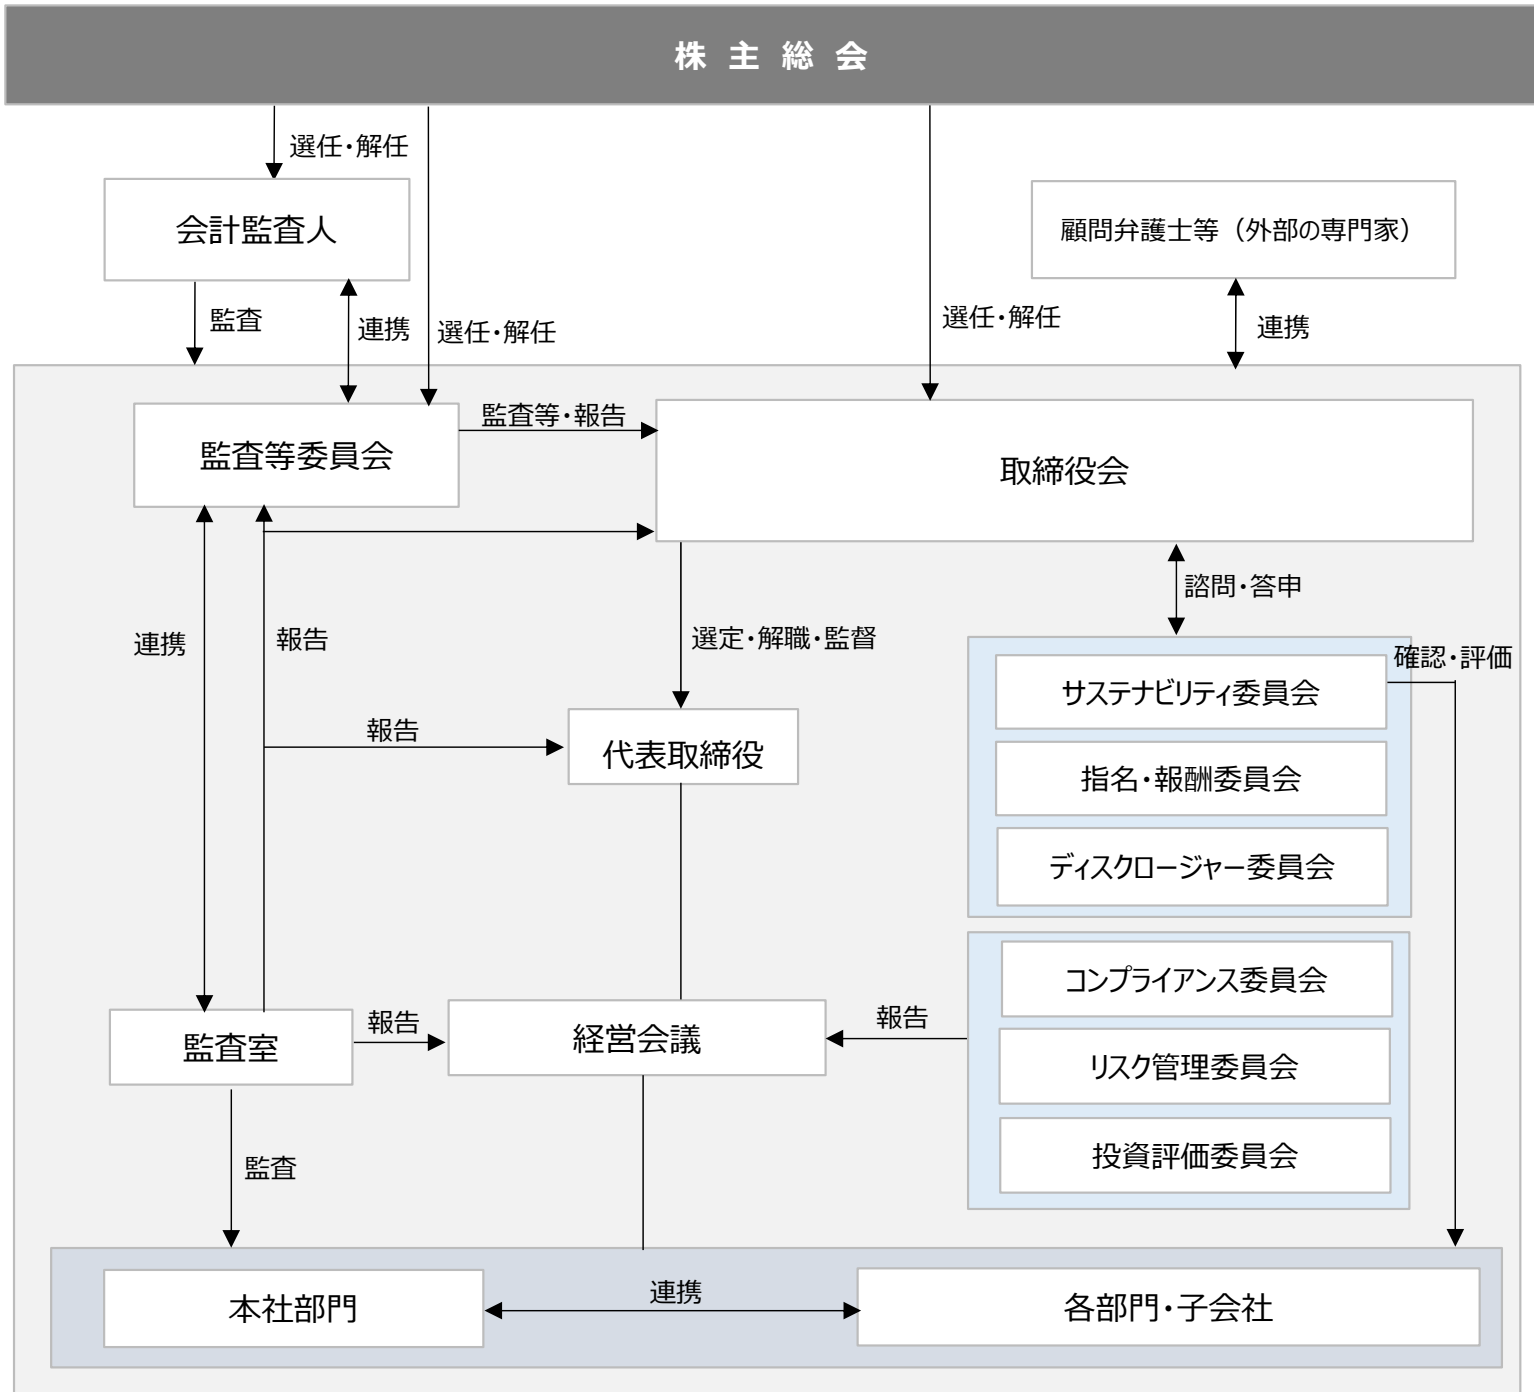 株 主 総 会
選任・解任
会計監査人
顧問弁護士等（外部の専門家）
監査
連携
選任・解任
選任・解任
連携
監査等委員会
監査等・報告
取締役会
諮問・答申
連携
報告
選定・解職・監督
確認・評価
サステナビリティ委員会
報告
代表取締役
指名・報酬委員会
ディスクロージャー委員会
コンプライアンス委員会
監査室
報告
経営会議
報告
リスク管理委員会
投資評価委員会
監査
本社部門
連携
各部門・子会社